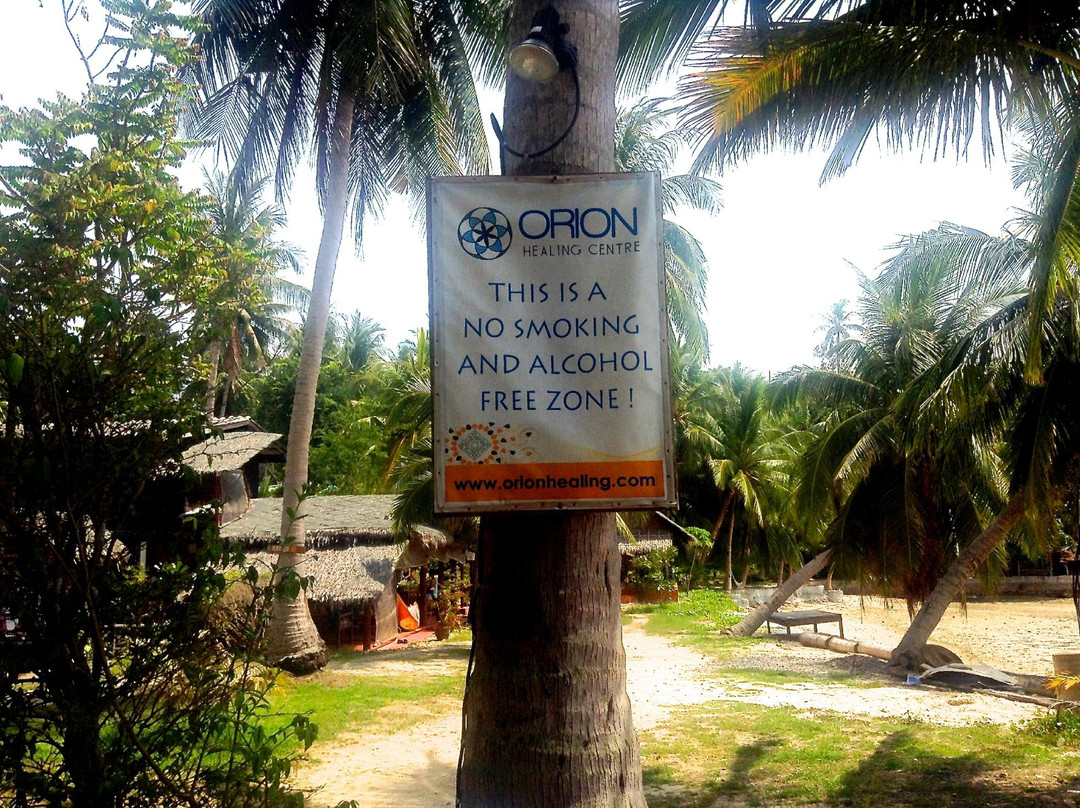 ORION
HEALING CENTRE
THIS IS A
NO SMOKING
AND ALCOHOL
FREE ZONE !
www.orionhealing.com